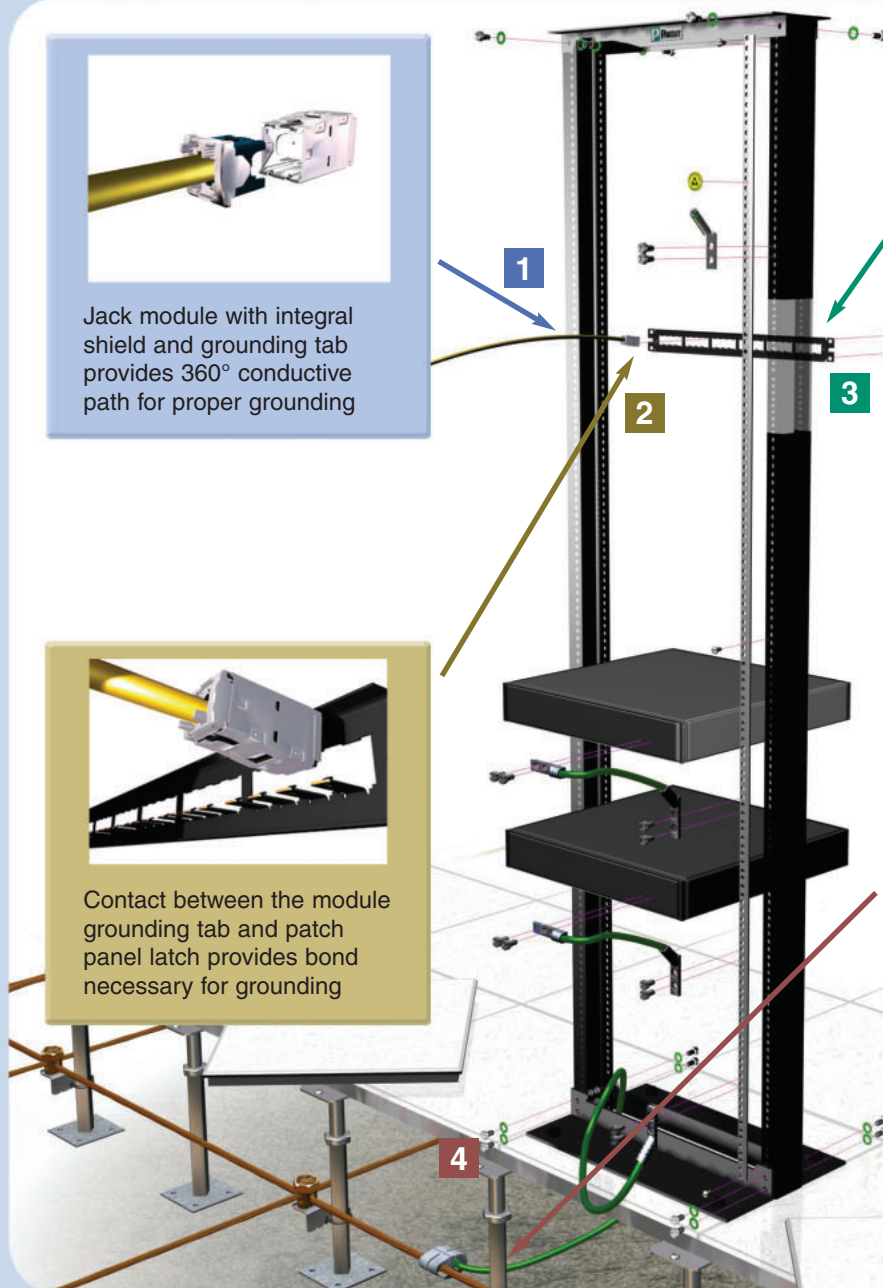 PANDUIT
1
Jack module with integral
shield and grounding tab
provides 360° conductive
path for proper grounding
3
2
Contact between the module
grounding tab and patch
panel latch provides bond
necessary for grounding
4